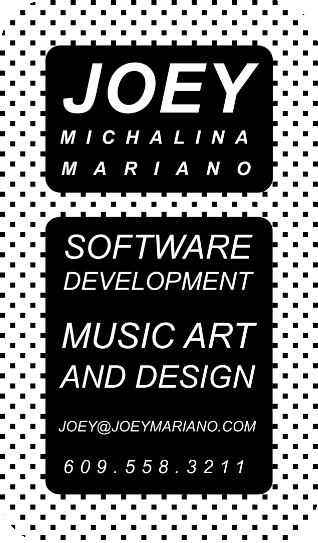 JOEY
MICHALINA
MARIANO
SOFTWARE
DEVELOPMENT
MUSIC ART
AND DESIGN
JOEY@JOEYMARIANO.COM
609.558.3211